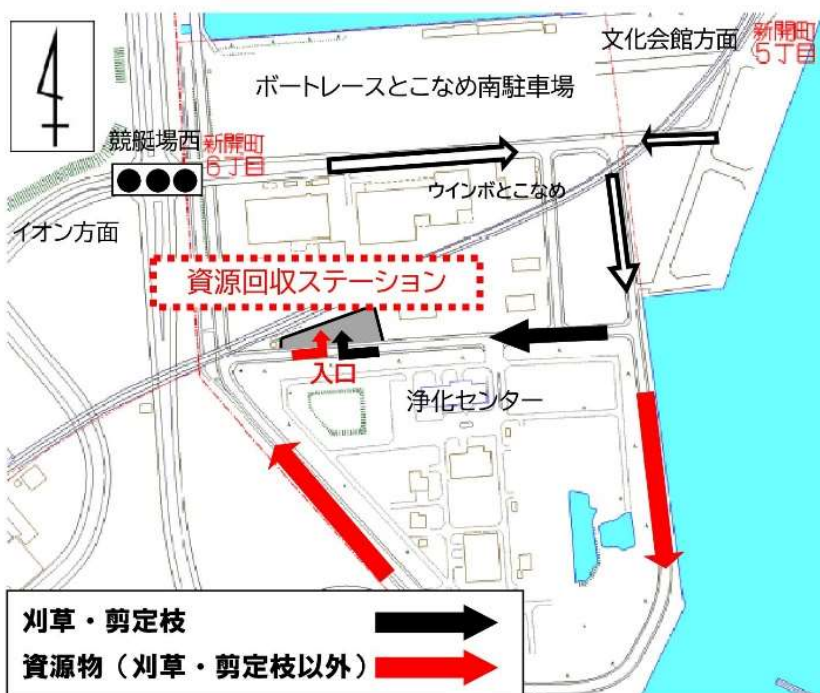 文化会館方面
新開町
5丁目
ボートレースとこなめ南駐車場
競艇場西
新開町
6丁目
ウインボとこなめ
イオン方面
資源回収ステーション
入口
浄化センター
刈草・剪定枝
資源物（刈草・剪定枝以外）